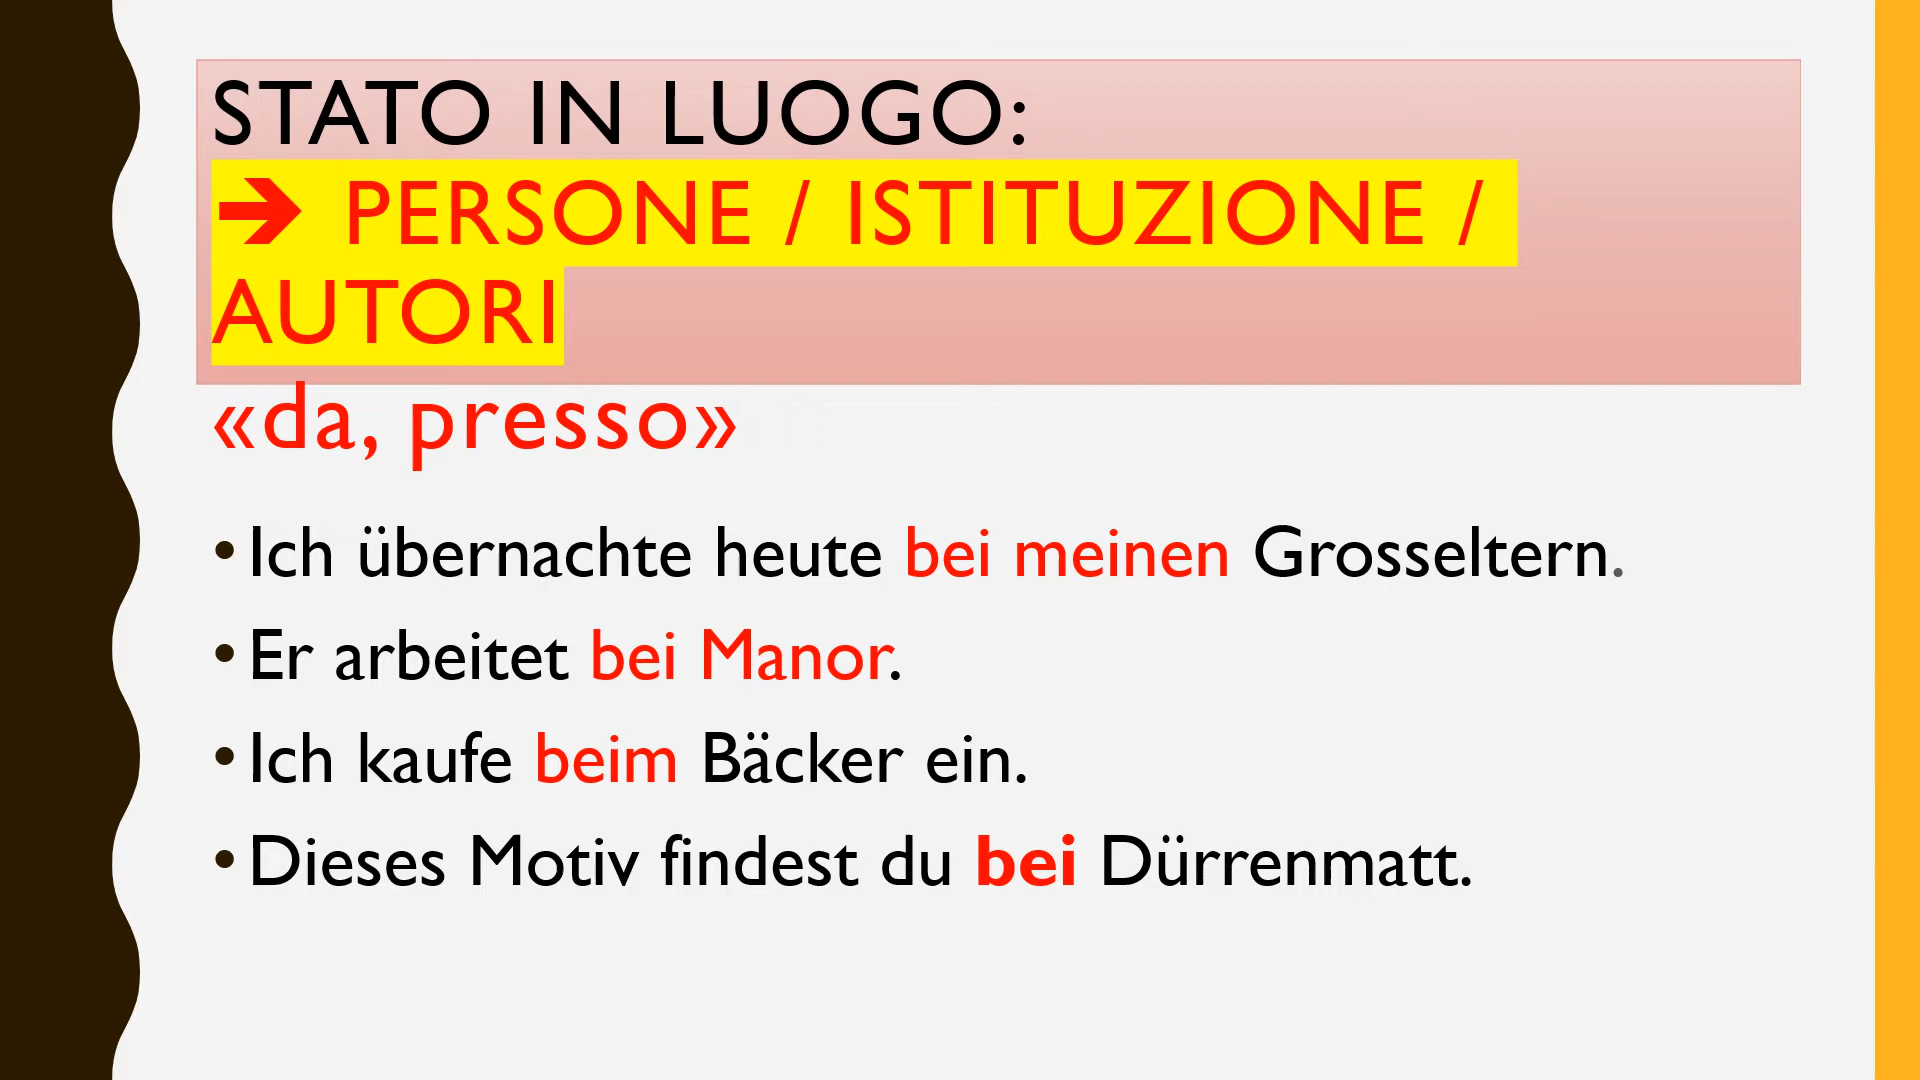 STATO IN LUOGO:
➔ PERSONE / ISTITUZIONE /
AUTORI
«da, presso»
•Ich übernachte heute bei meinen Grosseltern.
•Er arbeitet bei Manor.
•Ich kaufe beim Bäcker ein.
•Dieses Motiv findest du bei Dürrenmatt.